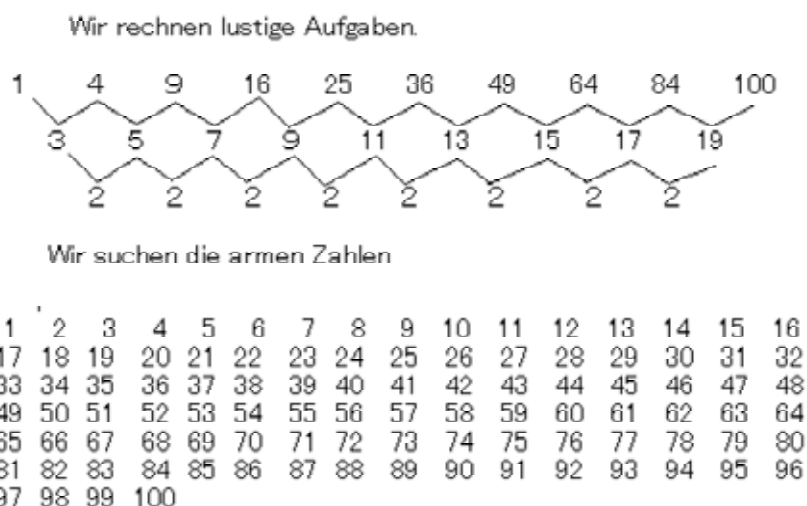 Wir rechnen lustige Aufgaben.
1 4 9 16 25 36 49 64 84 100
3 5 7 9 11 13 15 17 19
2 2 2 2 2 2 2 2
Wir suchen die armen Zahlen
1 2 3 4 5 6 7 8 9 10 11 12 13 14 15 16
17 18 19 20 21 22 23 24 25 26 27 28 29 30 31 32
33 34 35 36 37 38 39 40 41 42 43 44 45 46 47 48
49 50 51 52 53 54 55 56 57 58 59 60 61 62 63 64
65 66 67 68 69 70 71 72 73 74 75 76 77 78 79 80
81 82 83 84 85 86 87 88 89 90 91 92 93 94 95 96
97 98 99 100